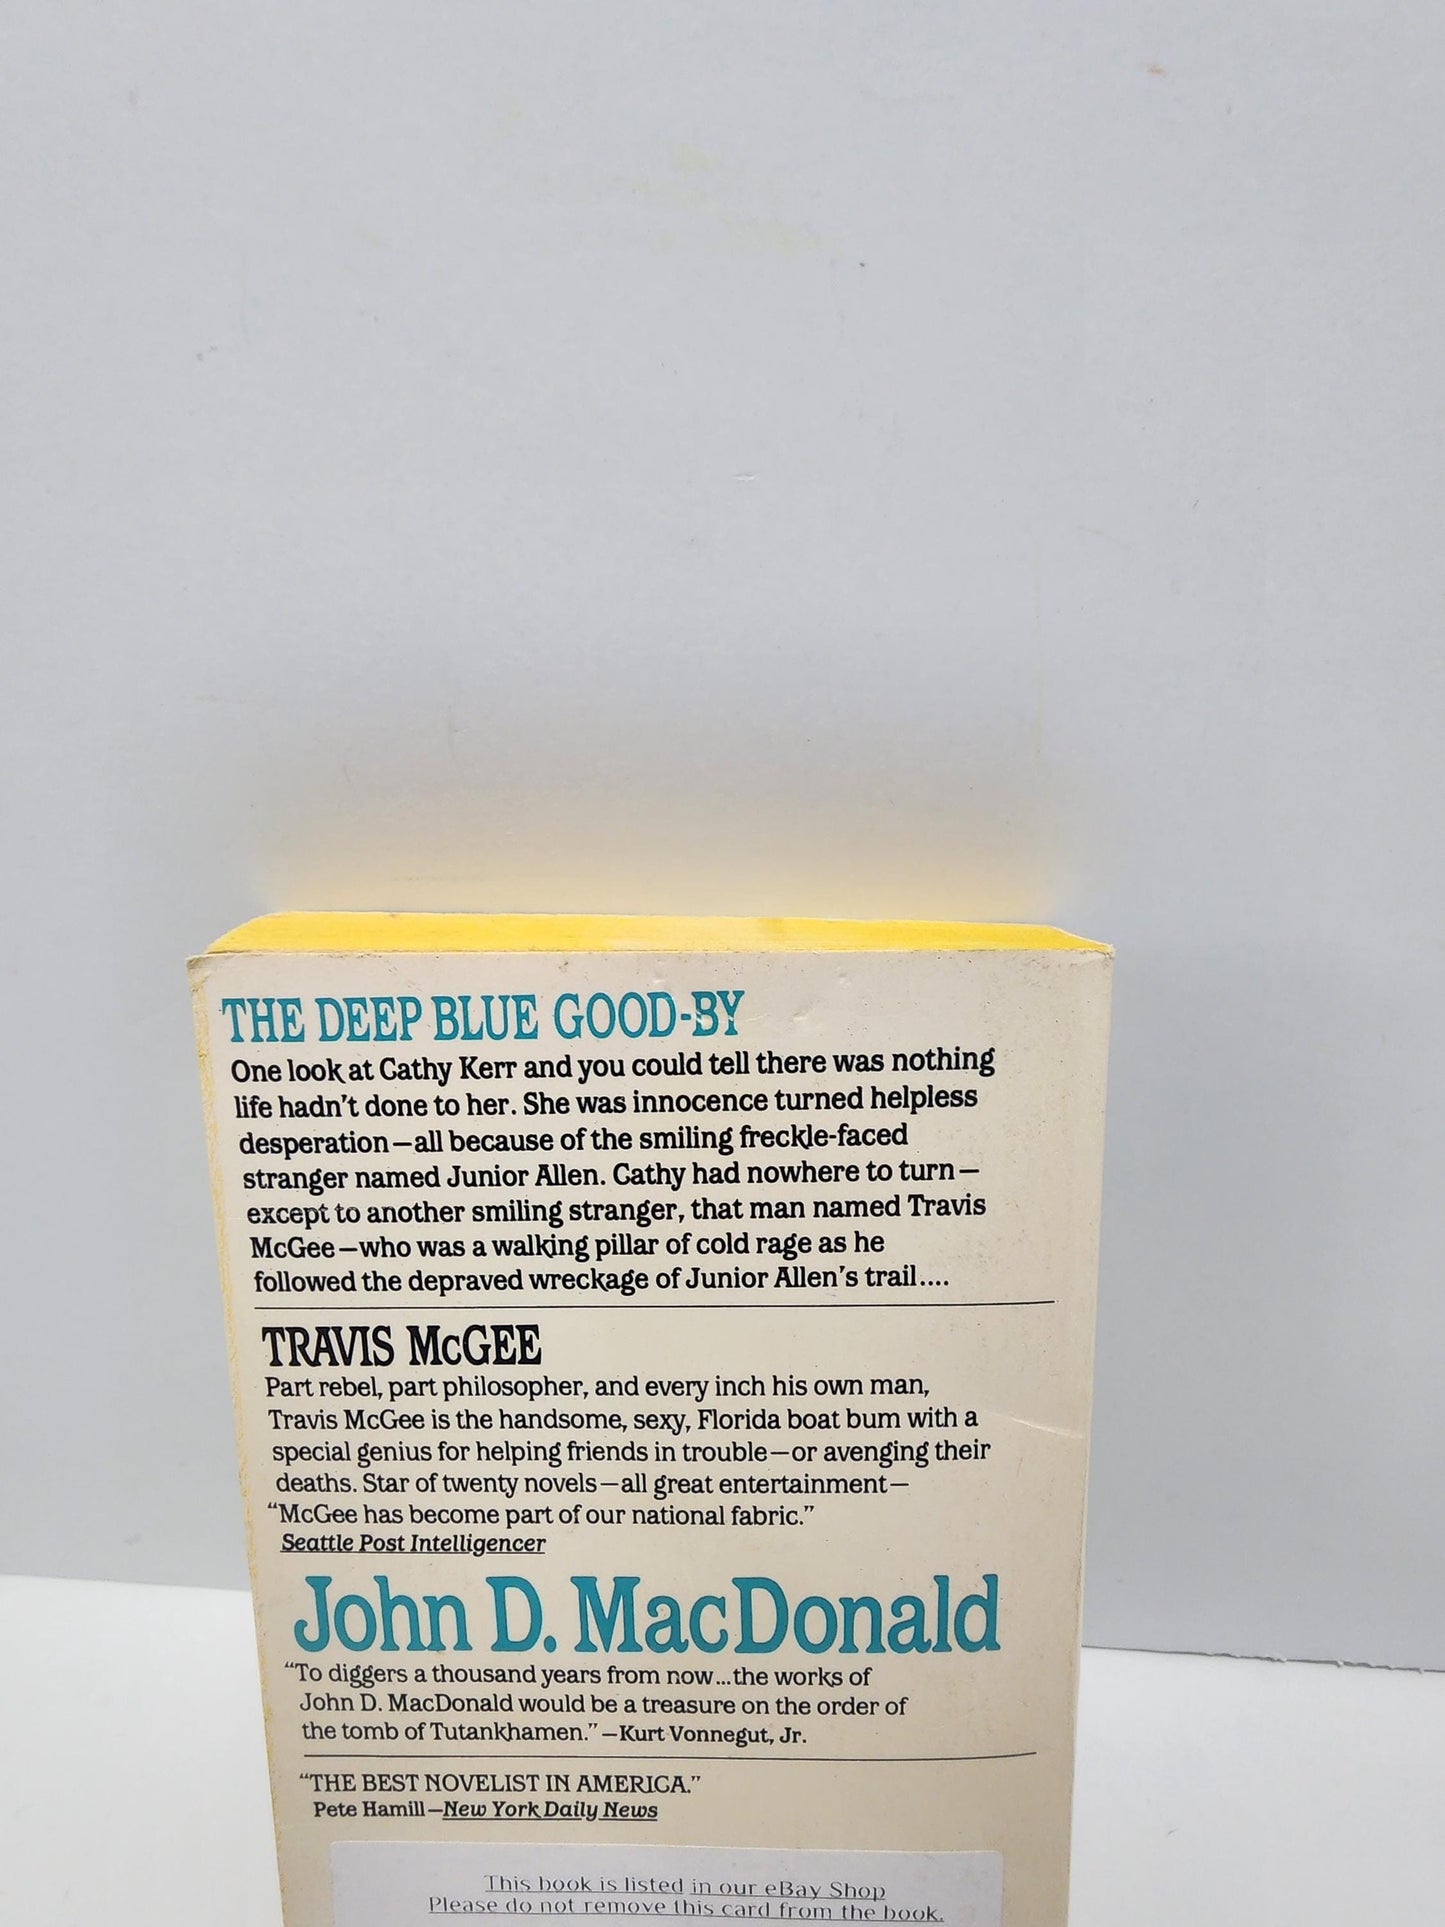 THE DEEP BLUE GOOD-BY
One look at Cathy Kerr and you could tell there was nothing
life hadn't done to her. She was innocence turned helpless
desperation—all because of the smiling freckle-faced
stranger named Junior Allen. Cathy had nowhere to turn—
except to another smiling stranger, that man named Travis
McGee—who was a walking pillar of cold rage as he
followed the depraved wreckage of Junior Allen's trail....
TRAVIS McGEE
Part rebel, part philosopher, and every inch his own man,
Travis McGee is the handsome, sexy, Florida boat bum with a
special genius for helping friends in trouble—or avenging their
deaths. Star of twenty novels—all great entertainment—
“McGee has become part of our national fabric.”
Seattle Post Intelligencer
John D. MacDonald
“To diggers a thousand years from now...the works of
John D. MacDonald would be a treasure on the order of
the tomb of Tutankhamen.”—Kurt Vonnegut, Jr.
“THE BEST NOVELIST IN AMERICA.”
Pete Hamill—New York Daily News
This book is listed in our eBay Shop
Please do not remove this card from the book.